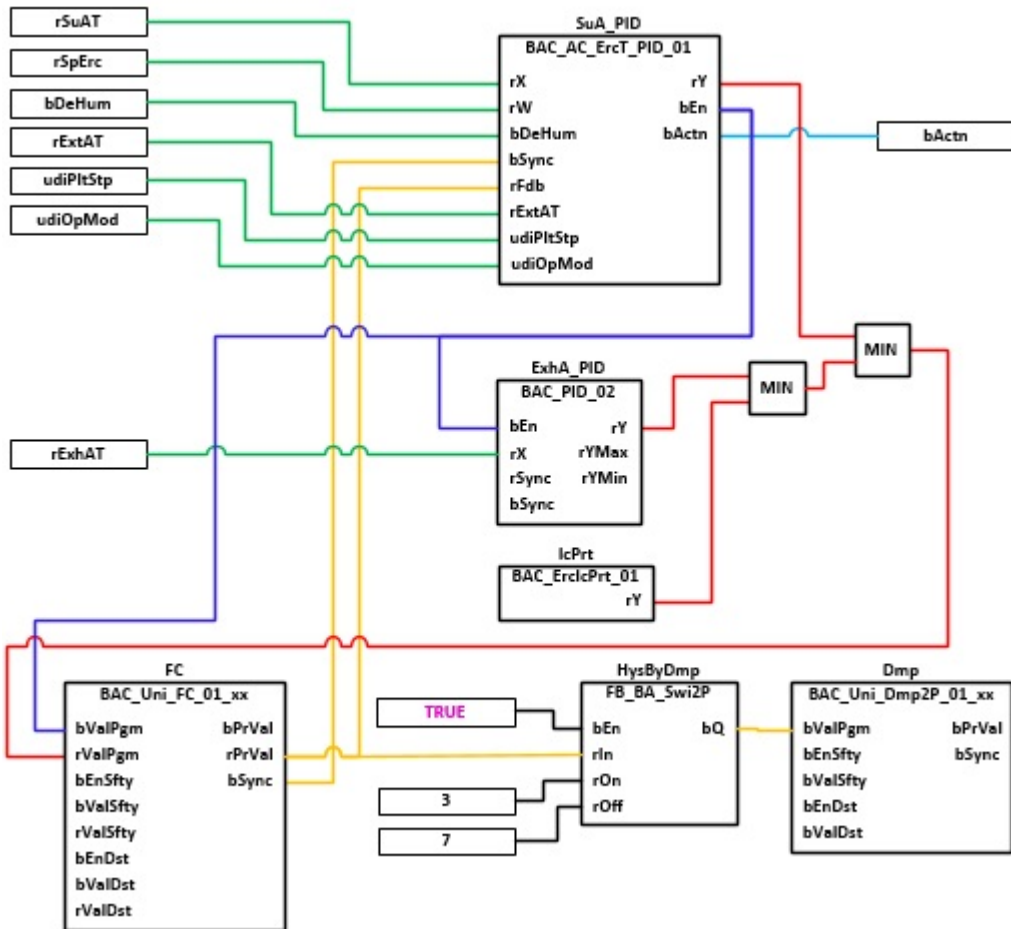 SuA_PID
BAC_AC_ErcT_PID_01
rSuAT
rSpErc
bDeHum
rExtAT
udiPltStp
udiOpMod
rX
rW
bDeHum
bSync
rFdb
rExtAT
udiPltStp
udiOpMod
rY
bEn
bActn
bActn
MIN
MIN
ExhA_PID
BAC_PID_02
bEn
rX
rSync
bSync
rY
rYMax
rYMin
rExhAT
IcPrt
BAC_ErcIcPrt_01
rY
FC
BAC_Uni_FC_01_xx
bValPgm
rValPgm
bEnSfty
bValSfty
rValSfty
bEnDst
bValDst
rValDst
bPrVal
rPrVal
bSync
TRUE
3
7
HysByDmp
FB_BA_Swi2P
bEn
rIn
rOn
rOff
bQ
Dmp
BAC_Uni_Dmp2P_01_xx
bValPgm
bEnSfty
bValSfty
bEnDst
bValDst
bPrVal
bSync